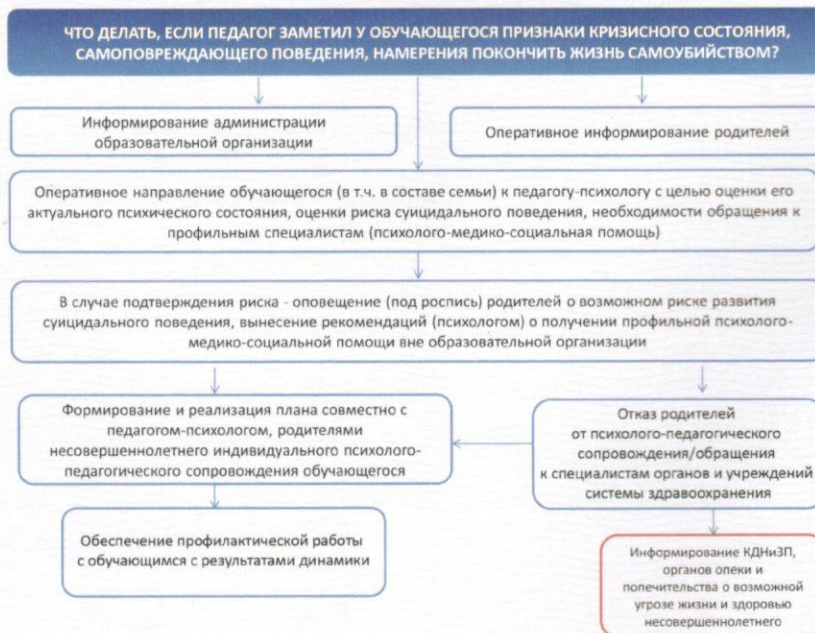 ЧТО ДЕЛАТЬ, ЕСЛИ ПЕДАГОГ ЗАМЕТИЛ У ОБУЧАЮЩЕГОСЯ ПРИЗНАКИ КРИЗИСНОГО СОСТОЯНИЯ,
САМОПОВРЕЖДАЮЩЕГО ПОВЕДЕНИЯ, НАМЕРЕНИЯ ПОКОНЧИТЬ ЖИЗНЬ САМОУБИЙСТВОМ?
Информирование администрации
образовательной организации
Оперативное информирование родителей
Оперативное направление обучающегося (в т.ч. в составе семьи) к педагогу-психологу с целью оценки его
актуального психического состояния, оценки риска суицидального поведения, необходимости обращения к
профильным специалистам (психолого-медико-социальная помощь)
В случае подтверждения риска - оповещение (под роспись) родителей о возможном риске развития
суицидального поведения, вынесение рекомендаций (психологом) о получении профильной психолого-
медико-социальной помощи вне образовательной организации
Формирование и реализация плана совместно с
педагогом-психологом, родителями
несовершеннолетнего индивидуального психолого-
педагогического сопровождения обучающегося
Отказ родителей
от психолого-педагогического
сопровождения/обращения
к специалистам органов и учреждений
системы здравоохранения
Обеспечение профилактической работы
с обучающимся с результатами динамики
Информирование КДНиЗП,
органов опеки и
попечительства о возможной
угрозе жизни и здоровью
несовершеннолетнего